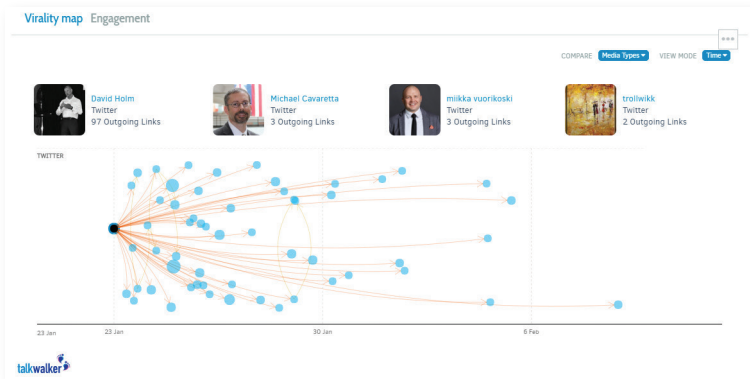 Virality map Engagement
COMPARE Media Types VIEW MODE Time
David Holm
Twitter
97 Outgoing Links
Michael Cavaretta
Twitter
3 Outgoing Links
miikka vuorikoski
Twitter
3 Outgoing Links
trollwikk
Twitter
2 Outgoing Links
TWITTER
23 Jan 23 Jan 30 Jan 6 Feb
talkwalker